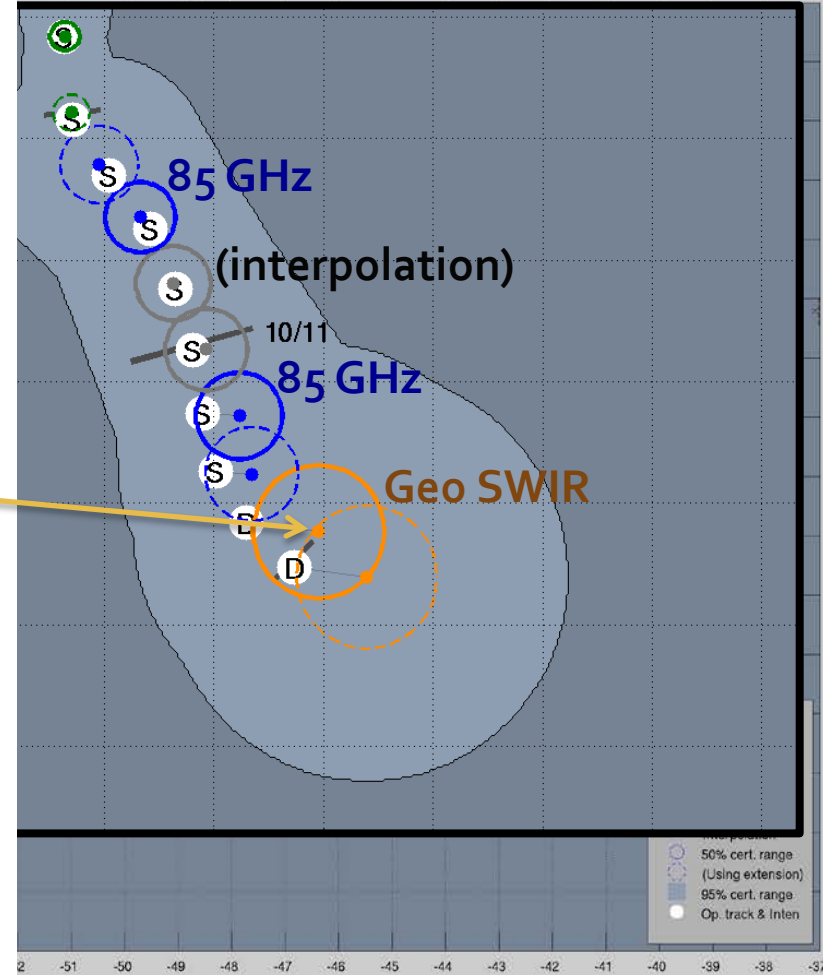 S
S
S
85 GHz
S
(interpolation)
S
10/11
S
85 GHz
S
S
Geo SWIR
D
D
50% cert. range
(Using extension)
95% cert. range
Op. track & Inten
-51 -50 -49 -48 -47 -46 -45 -44 -43 -42 -41 -40 -39 -38